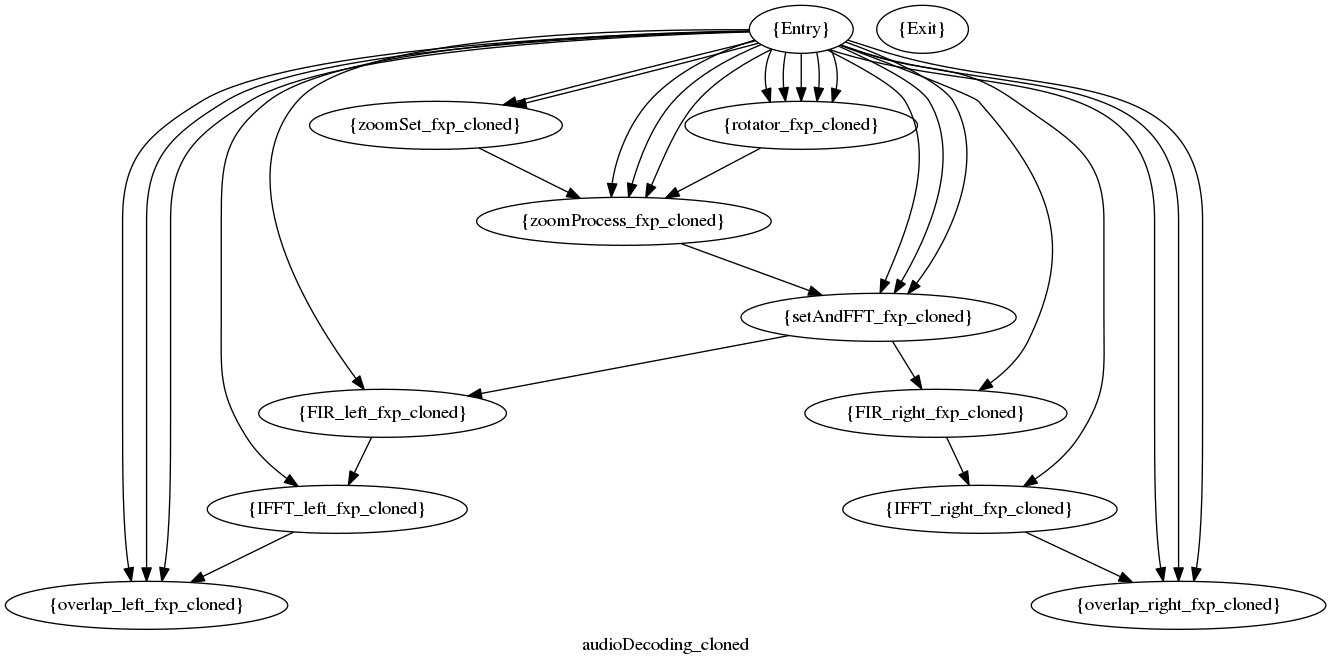 {Entry}
{Exit}
{zoomSet_fxp_cloned}
{rotator_fxp_cloned}
{zoomProcess_fxp_cloned}
{setAndFFT_fxp_cloned}
{FIR_left_fxp_cloned}
{FIR_right_fxp_cloned}
{IFFT_left_fxp_cloned}
{IFFT_right_fxp_cloned}
{overlap_left_fxp_cloned}
{overlap_right_fxp_cloned}
audioDecoding_cloned